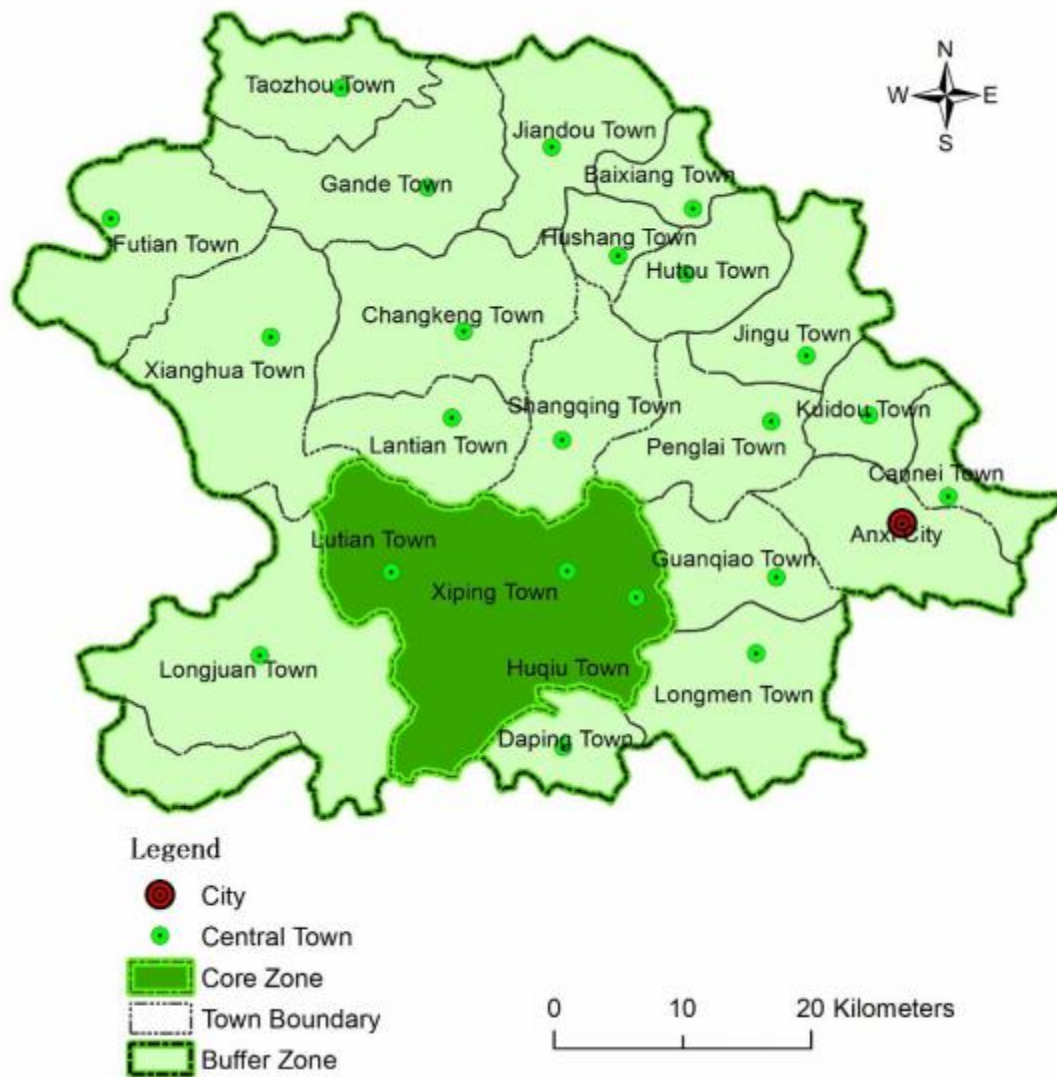 N
W E
S
Taozhou Town
Jiandou Town
Baixiang Town
Gande Town
Futian Town
Hushang Town
Hutou Town
Changkeng Town
Jingu Town
Xianghua Town
Shangqing Town
Kuidou Town
Lantian Town
Penglai Town
Cannei Town
Anxi City
Lutian Town
Guanqiao Town
Xiping Town
Longjuan Town
Huqiu Town
Longmen Town
Daping Town
Legend
City
Central Town
Core Zone
Town Boundary
Buffer Zone
0 10 20 Kilometers